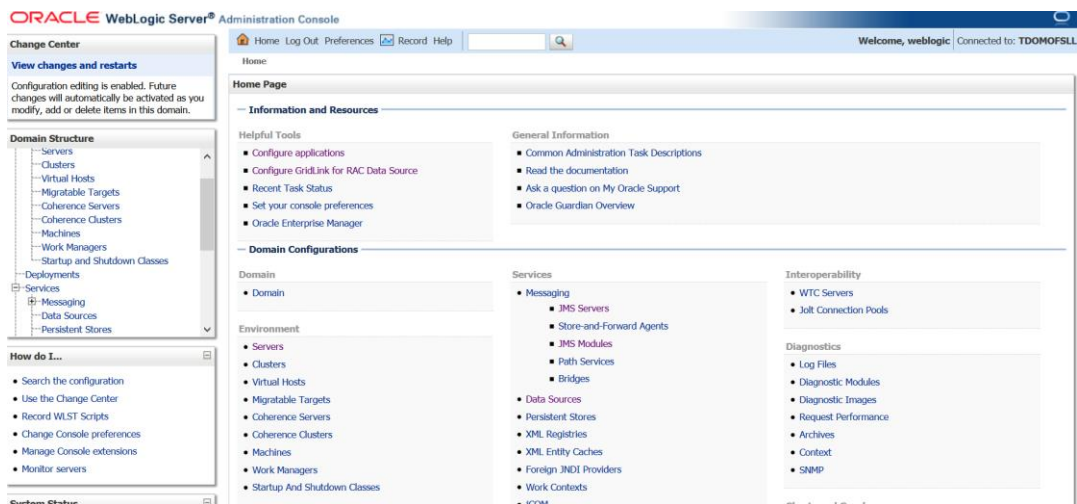 ORACLE WebLogic Server® Administration Console
Change Center
View changes and restarts
Configuration editing is enabled. Future
changes will automatically be activated as you
modify, add or delete items in this domain.
Domain Structure
Servers
Clusters
Virtual Hosts
Migratable Targets
Coherence Servers
Coherence Clusters
Machines
Work Managers
Startup and Shutdown Classes
Deployments
Services
Messaging
Data Sources
Persistent Stores
How do I...
Search the configuration
Use the Change Center
Record WLST Scripts
Change Console preferences
Manage Console extensions
Monitor servers
System Status
Home Log Out Preferences Record Help
Welcome, weblogic Connected to: TDOMOFSLL
Home
Home Page
Information and Resources
Helpful Tools
Configure applications
Configure GridLink for RAC Data Source
Recent Task Status
Set your console preferences
Oracle Enterprise Manager
General Information
Common Administration Task Descriptions
Read the documentation
Ask a question on My Oracle Support
Oracle Guardian Overview
Domain Configurations
Domain
Domain
Environment
Servers
Clusters
Virtual Hosts
Migratable Targets
Coherence Servers
Coherence Clusters
Machines
Work Managers
Startup And Shutdown Classes
Services
Messaging
JMS Servers
Store-and-Forward Agents
JMS Modules
Path Services
Bridges
Data Sources
Persistent Stores
XML Registries
XML Entity Caches
Foreign JNDI Providers
Work Contexts
Interoperability
WTC Servers
Jolt Connection Pools
Diagnostics
Log Files
Diagnostic Modules
Diagnostic Images
Request Performance
Archives
Context
SNMP